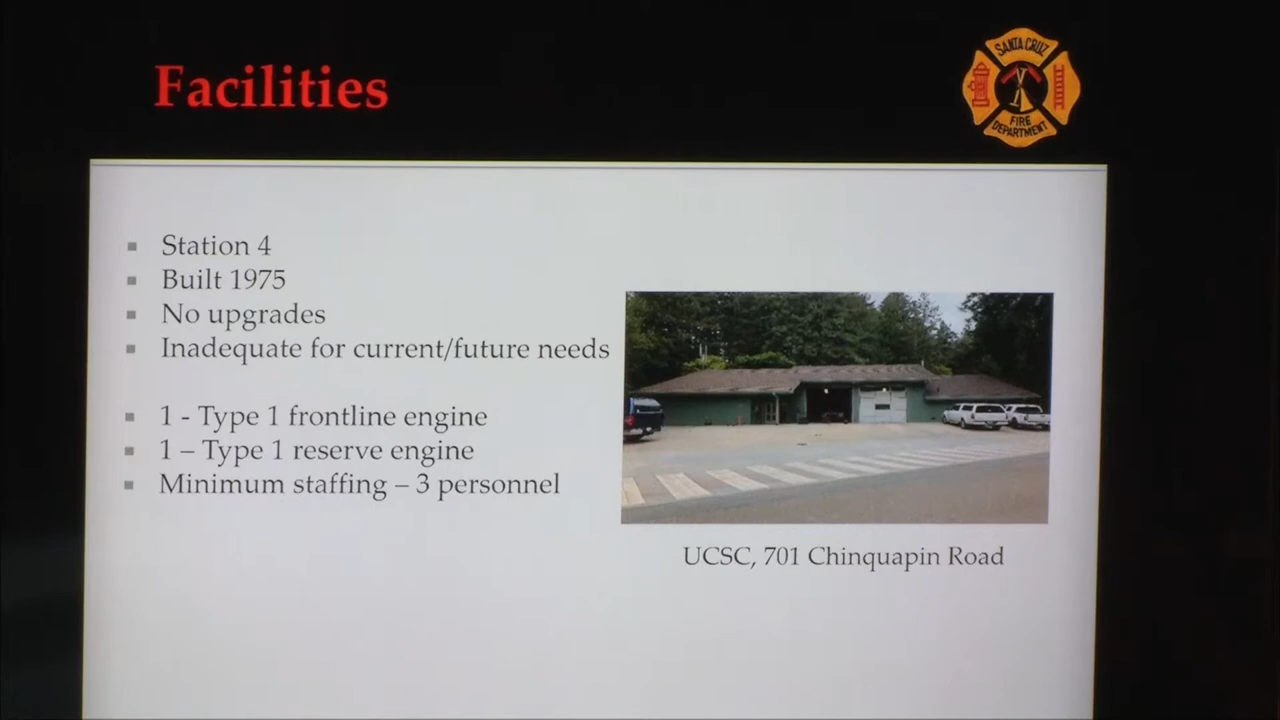 Facilities
SANTA CRUZ
FIRE
DEPARTMENT
Station 4
Built 1975
No upgrades
Inadequate for current/future needs
1 - Type 1 frontline engine
1 – Type 1 reserve engine
Minimum staffing – 3 personnel
UCSC, 701 Chinquapin Road